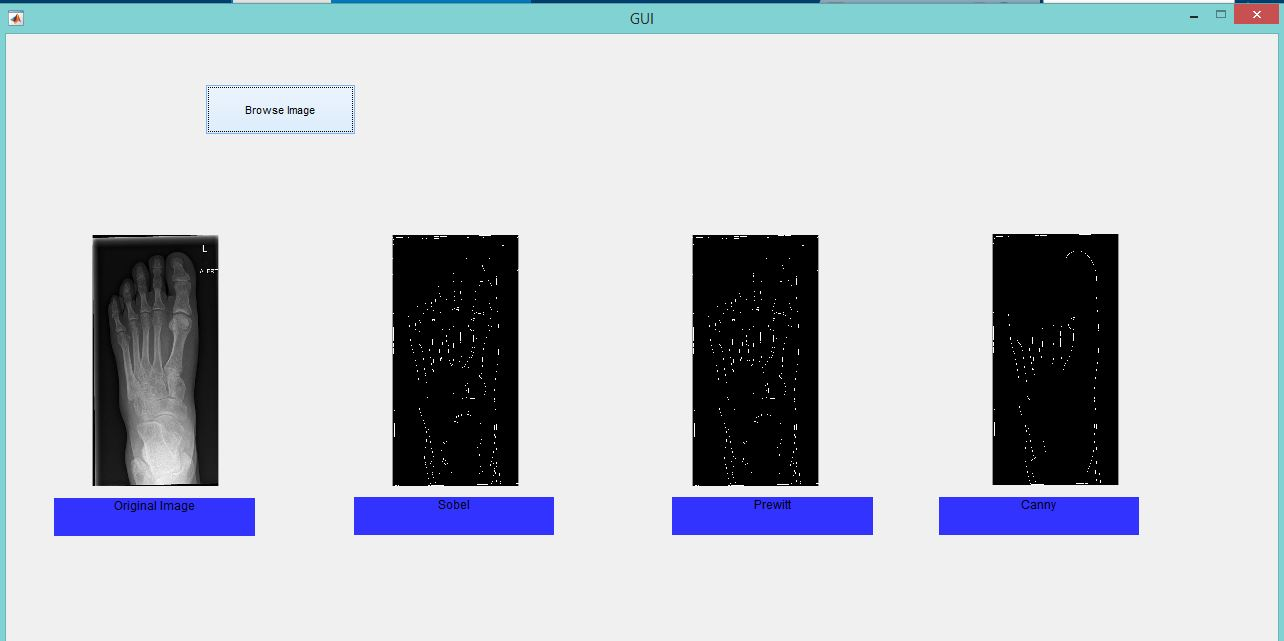 GUI
Browse Image
L
Original Image
Sobel
Prewitt
Canny